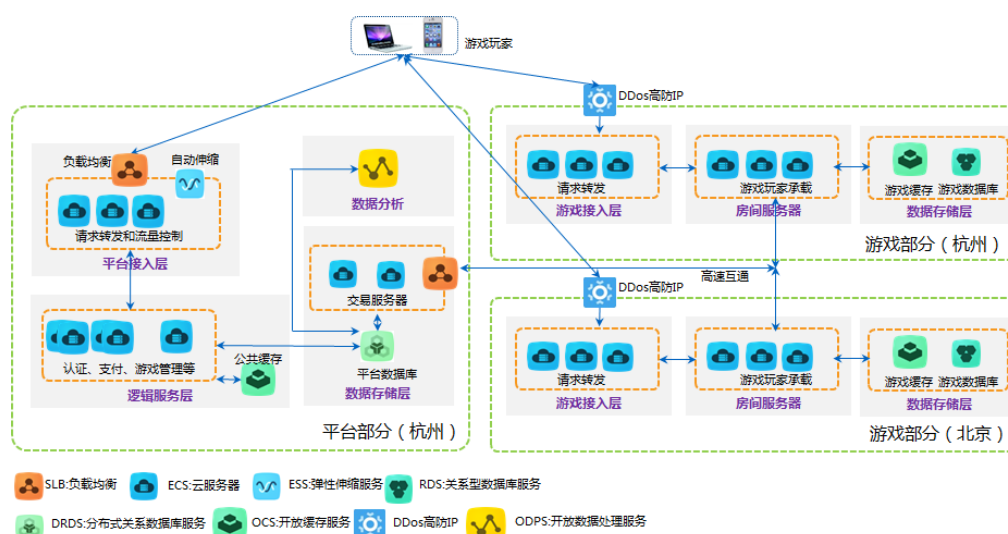 游戏玩家
DDos高防IP
负载均衡
自动伸缩
请求转发和流量控制
平台接入层
数据分析
交易服务器
平台数据库
数据存储层
认证、支付、游戏管理等
公共缓存
逻辑服务层
平台部分（杭州）
请求转发
游戏接入层
游戏玩家承载
房间服务器
游戏缓存
游戏数据库
数据存储层
游戏部分（杭州）
高速互通
DDos高防IP
请求转发
游戏接入层
游戏玩家承载
房间服务器
游戏缓存
游戏数据库
数据存储层
游戏部分（北京）
SLB:负载均衡
ECS:云服务器
ESS:弹性伸缩服务
RDS:关系型数据库服务
DRDS:分布式关系数据库服务
OCS:开放缓存服务
DDos高防IP
ODPS:开放数据处理服务